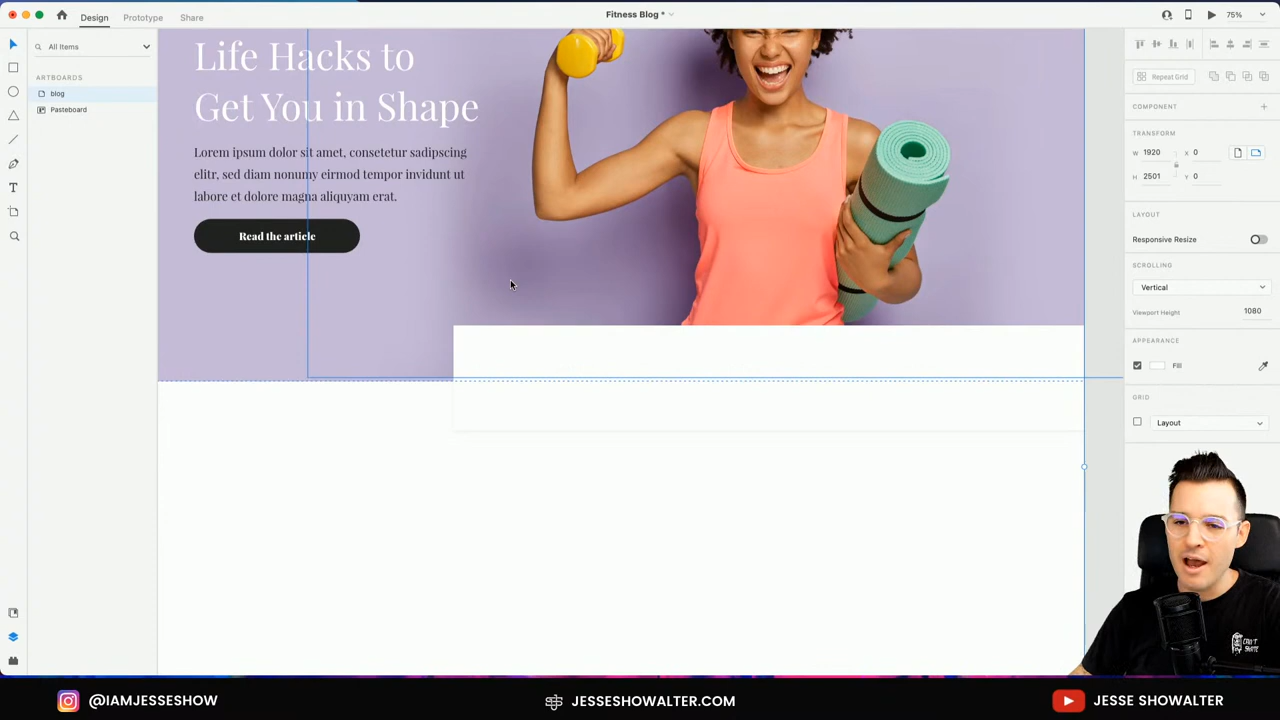 Design
Prototype
Share
Fitness Blog *
75%
All Items
ARTBOARDS
blog
Pasteboard
Life Hacks to
Get You in Shape
Lorem ipsum dolor sit amet, consetetur sadipscing
elitr, sed diam nonumy eirmod tempor invidunt ut
labore et dolore magna aliquyam erat.
Read the article
Repeat Grid
COMPONENT
TRANSFORM
W 1920 X 0
H 2501 Y 0
LAYOUT
Responsive Resize
SCROLLING
Vertical
Viewport Height 1080
APPEARANCE
Fill
GRID
Layout
@IAMJESSESHOW
JESSESHOWALTER.COM
JESSE SHOWALTER